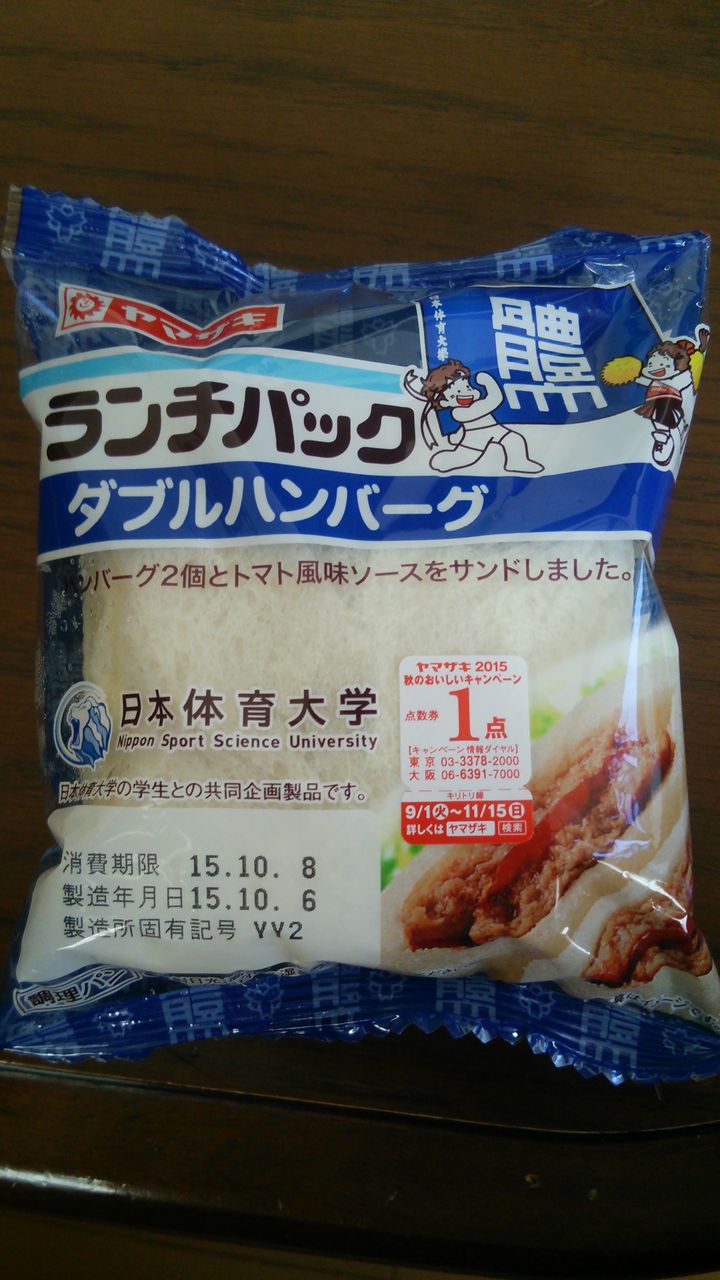 ヤマザキ
日本体育大學
ランチパック
ダブルハンバーグ
ハンバーグ2個とトマト風味ソースをサンドしました。
日本体育大学
Nippon Sport Science University
日本体育大学の学生との共同企画製品です。
ヤマザキ 2015
秋のおいしいキャンペーン
点数券 1点
【キャンペーン情報ダイヤル】
東京 03-3378-2000
大阪 06-6391-7000
キリトリ線
9/1(火)～11/15(日)
詳しくは ヤマザキ 検索
消費期限 15.10. 8
製造年月日 15.10. 6
製造所固有記号 YY2
調理パン